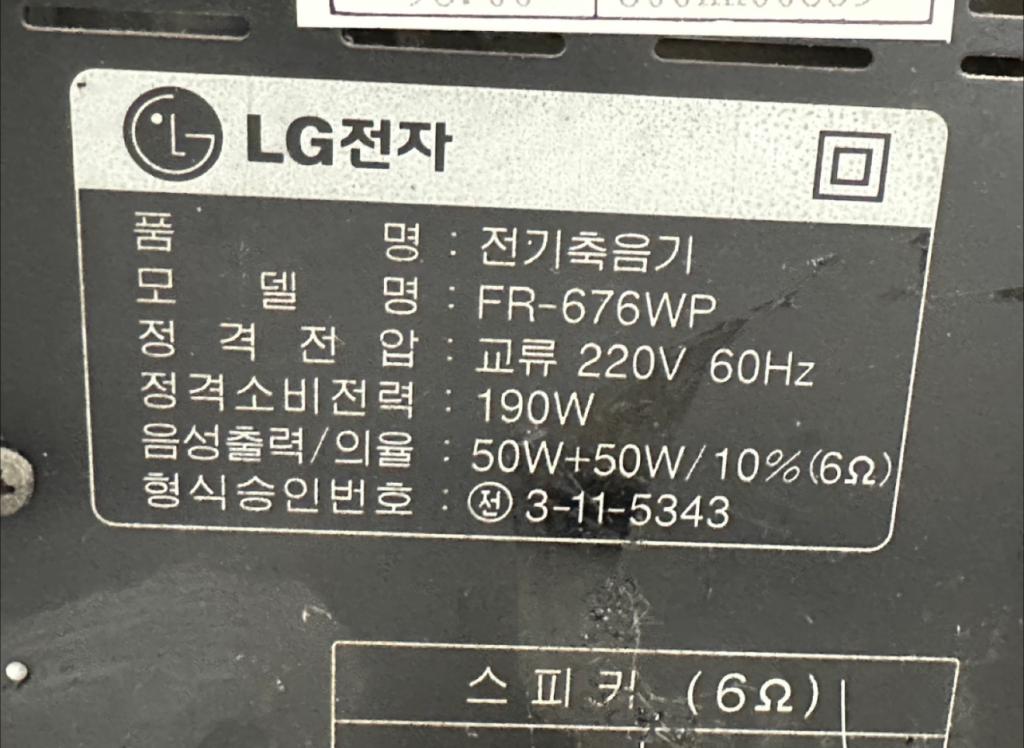 LG전자
품 명 : 전기축음기
모 델 명 : FR-676WP
정 격 전 압 : 교류 220V 60Hz
정격소비전력 : 190W
음성출력/의율 : 50W+50W/10%(6Ω)
형식승인번호 : 전 3-11-5343
스피커 (6Ω)